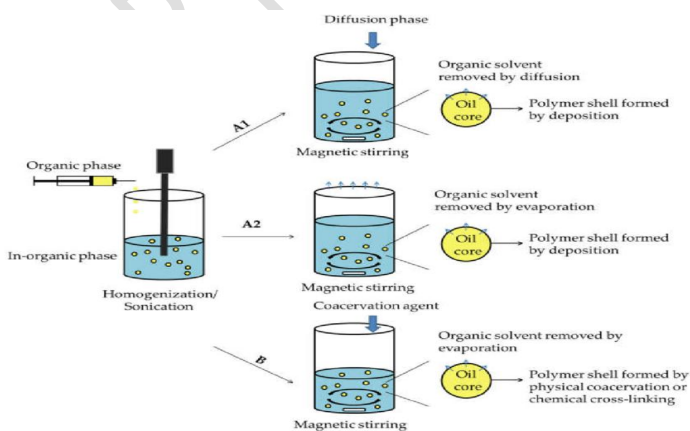 Diffusion phase
Organic solvent
removed by diffusion
Oil
core
Polymer shell formed
by deposition
A1
Magnetic stirring
Organic phase
In-organic phase
Homogenization/
Sonication
A2
Organic solvent
removed by evaporation
Oil
core
Polymer shell formed
by deposition
Magnetic stirring
Coacervation agent
B
Organic solvent removed by
evaporation
Oil
core
Polymer shell formed by
physical coacervation or
chemical cross-linking
Magnetic stirring